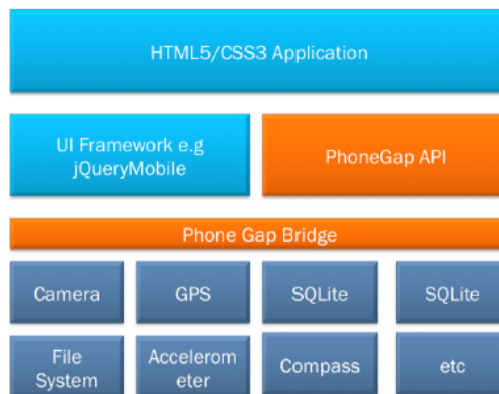 HTML5/CSS3 Application
UI Framework e.g
jQueryMobile
PhoneGap API
Phone Gap Bridge
Camera
GPS
SQLite
SQLite
File
System
Accelerom
eter
Compass
etc